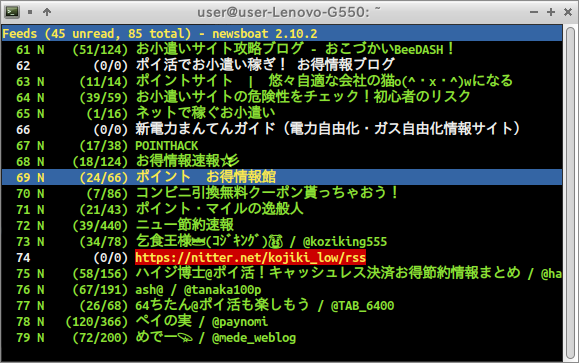 user@user-Lenovo-G550: ~
Feeds (45 unread, 85 total) - newsboat 2.10.2
61 N (51/124) お小遣いサイト攻略ブログ - おこづかいBeeDASH！
62 (0/0) ポイ活でお小遣い稼ぎ！ お得情報ブログ
63 N (11/14) ポイントサイト ｜ 悠々自適な会社の猫o(^・x・^)wになる
64 N (39/59) お小遣いサイトの危険性をチェック！初心者のリスク
65 N (1/16) ネットで稼ぐお小遣い
66 (0/0) 新電力まんてんガイド（電力自由化・ガス自由化情報サイト）
67 N (17/38) POINTHACK
68 N (18/124) お得情報速報☆彡
69 N (24/66) ポイント　お得情報館
70 N (7/86) コンビニ引換無料クーポン貰っちゃおう！
71 N (21/43) ポイント・マイルの逸般人
72 N (39/440) ニュー節約速報
73 N (34/78) 乞食王様(ｺｼﾞｷﾝｸﾞ) / @koziking555
74 (0/0) https://nitter.net/kojiki_low/rss
75 N (58/156) ハイジ博士@ポイ活！キャッシュレス決済お得節約情報まとめ / @ha
76 N (67/191) ash@ / @tanaka100p
77 N (26/68) 64ちたん@ポイ活も楽しもう / @TAB_6400
78 N (120/366) ペイの実 / @paynomi
79 N (72/200) めでー / @mede_weblog